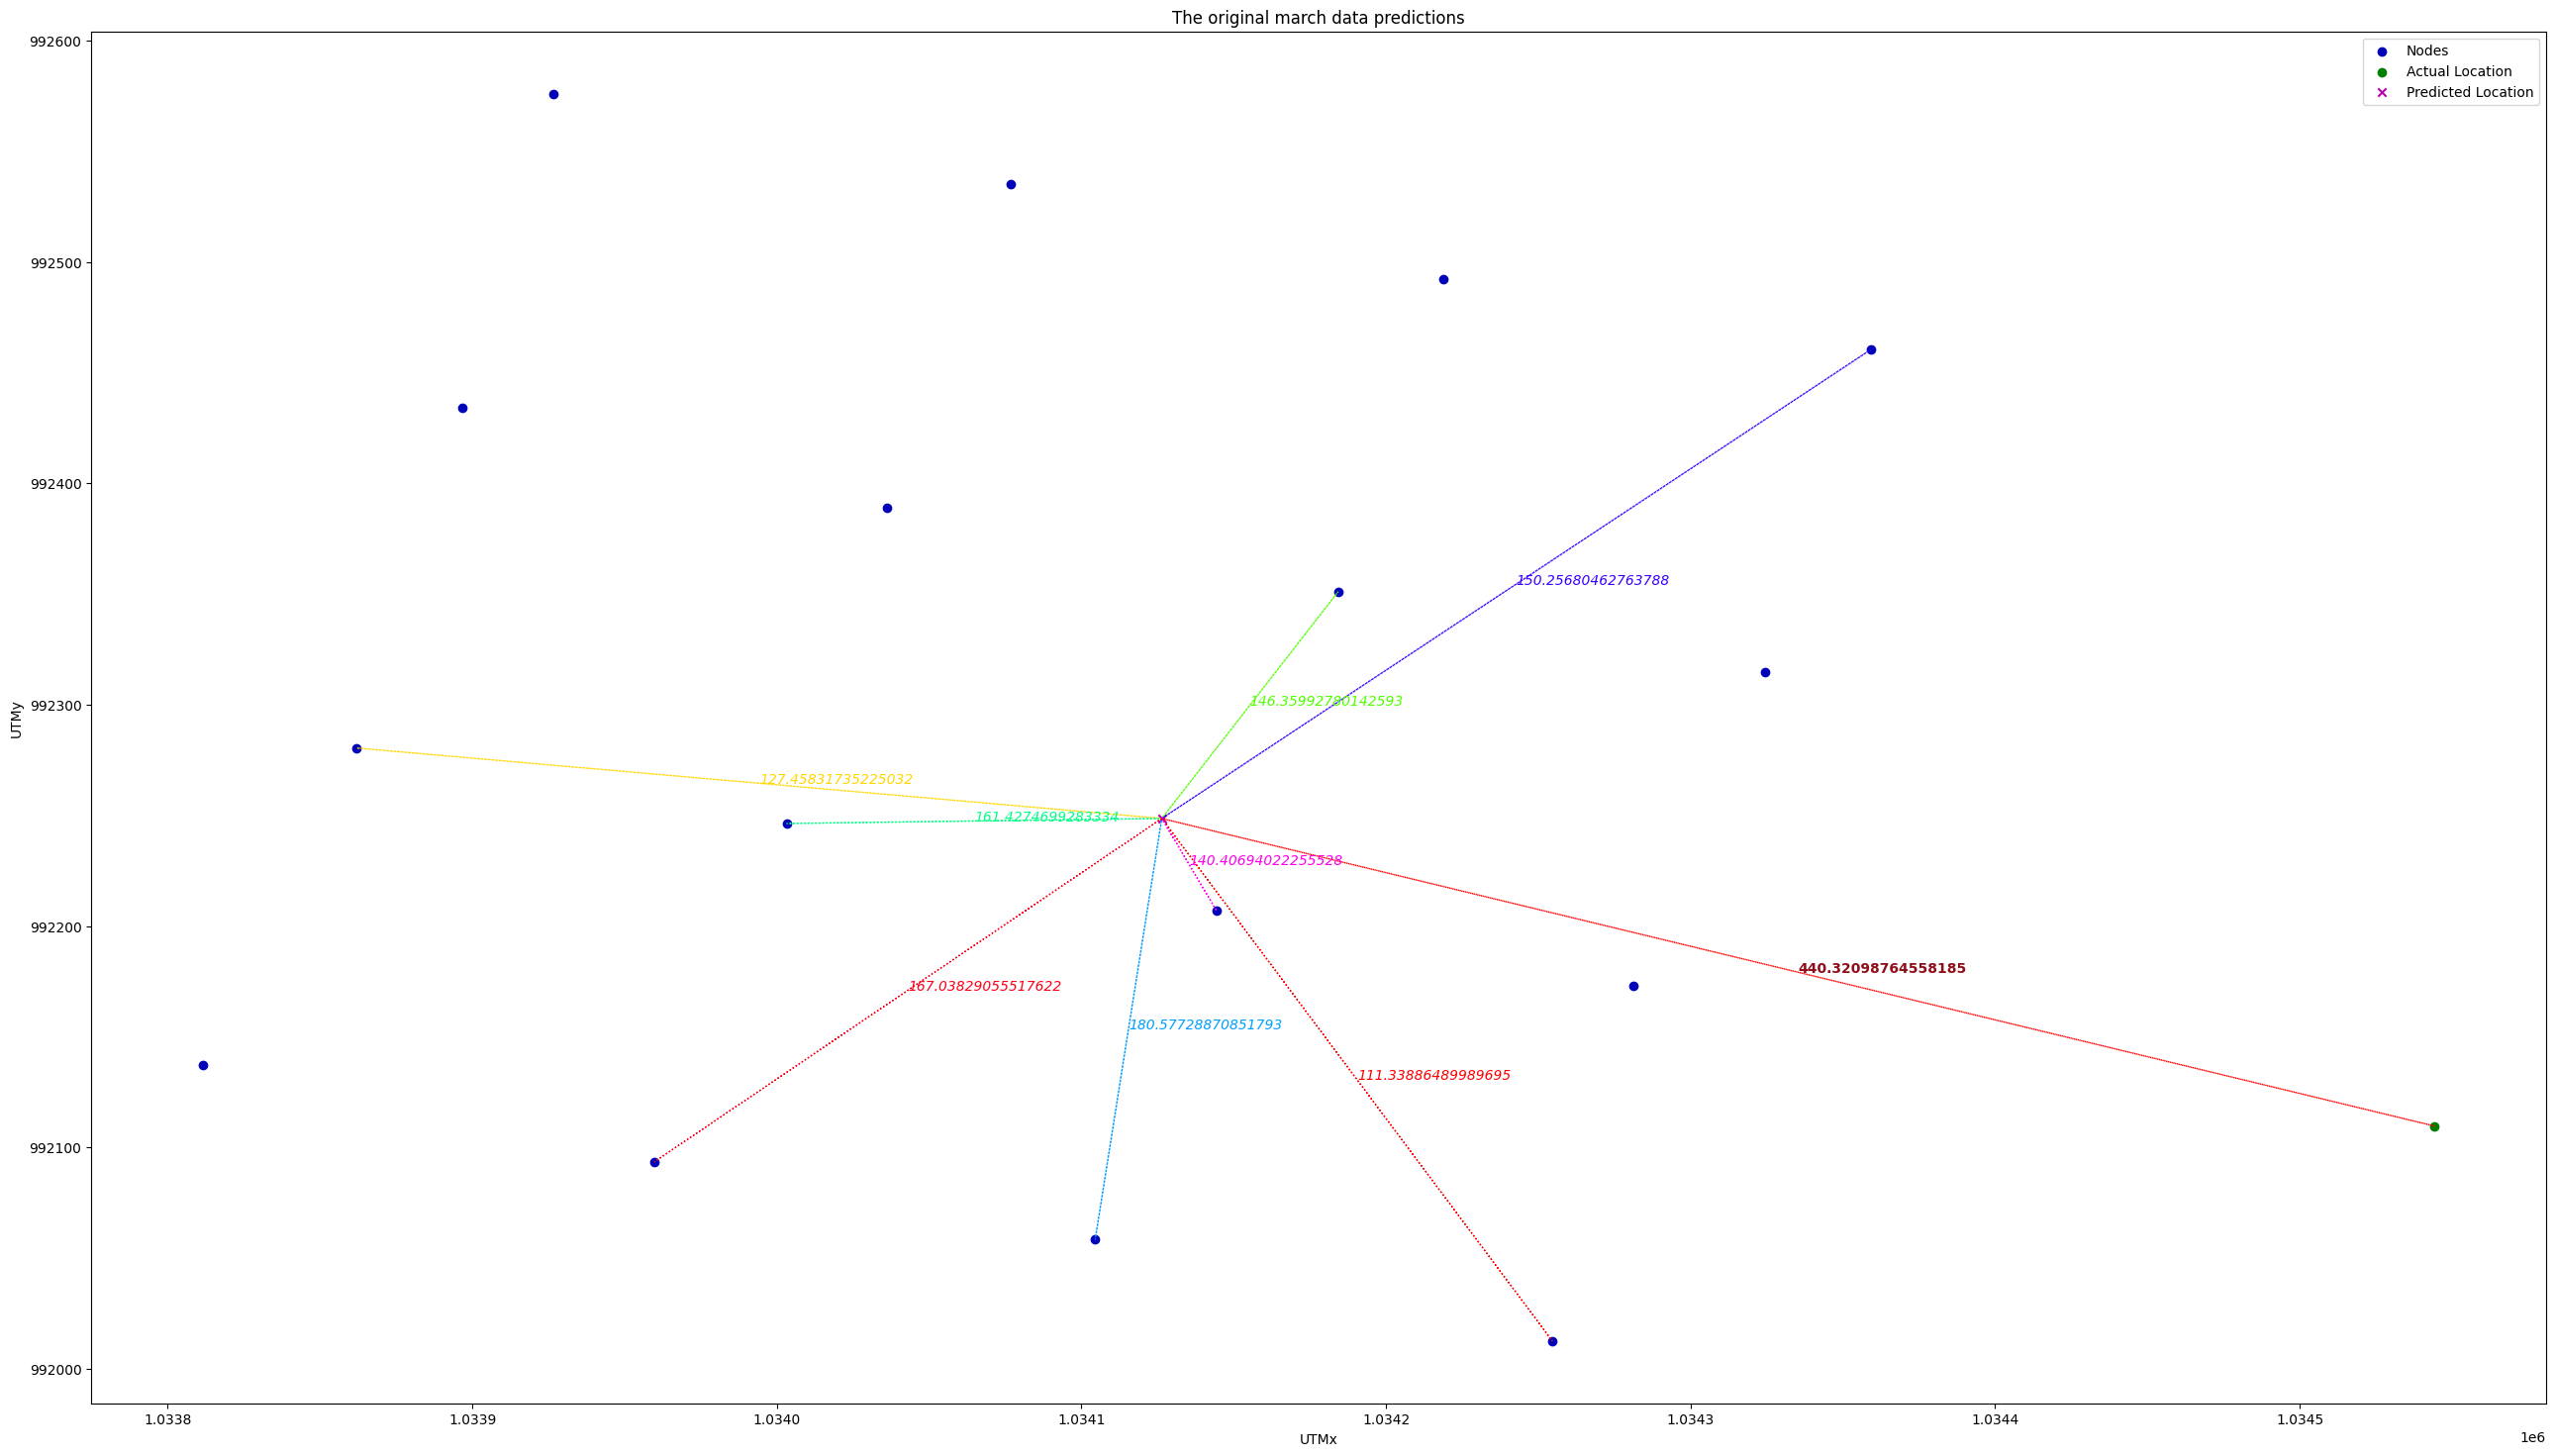 The original march data predictions
Nodes
Actual Location
Predicted Location
992600
992500
992400
992300
992200
992100
992000
UTMy
150.25680462763788
146.35992780142593
127.45831735225032
161.4274699283334
140.40694022255528
440.32098764558185
167.03829055517622
180.57728870851793
111.33886489989695
1.0338 1.0339 1.0340 1.0341 1.0342 1.0343 1.0344 1.0345
UTMx
1e6